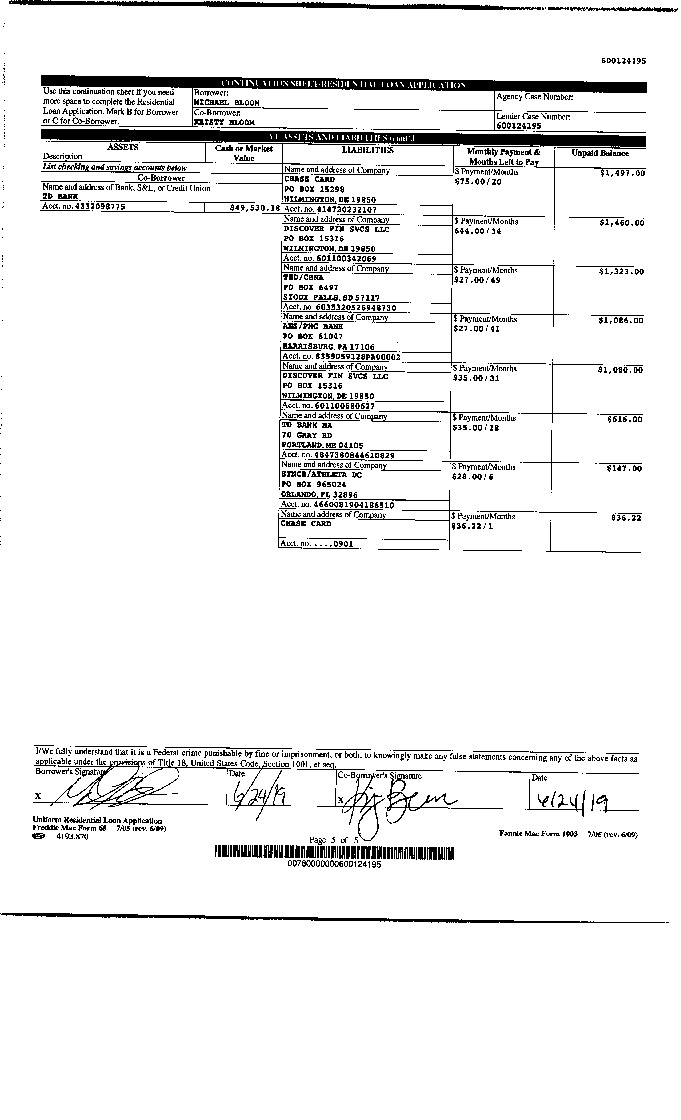 600124195
CONTINUATION SHEET/RESIDENTIAL LOAN APPLICATION
Use this continuation sheet if you need more space to complete the Residential Loan Application. Mark B for Borrower or C for Co-Borrower.
Borrower:
MICHAEL BLOOM
Co-Borrower:
KRISTY BLOOM
Agency Case Number:
Lender Case Number:
600124195
VI. ASSETS AND LIABILITIES (cont'd)
ASSETS
Description
Cash or Market Value
LIABILITIES
Monthly Payment & Months Left to Pay
Unpaid Balance
List checking and savings accounts below
Co-Borrower
Name and address of Bank, S&L, or Credit Union
TD BANK
Acct. no. 4332098775 $49,530.18
Name and address of Company $ Payment/Months $1,497.00
CHASE CARD $75.00/20
PO BOX 15298
WILMINGTON, DE 19850
Acct. no. 414720232107
Name and address of Company $ Payment/Months $1,460.00
DISCOVER FIN SVCS LLC $44.00/34
PO BOX 15316
WILMINGTON, DE 19850
Acct. no. 601100342069
Name and address of Company $ Payment/Months $1,323.00
THD/CBNA $27.00/49
PO BOX 6497
SIOUX FALLS, SD 57117
Acct. no. 6035320526948730
Name and address of Company $ Payment/Months $1,086.00
AES/PNC BANK $27.00/41
PO BOX 61047
HARRISBURG, PA 17106
Acct. no. 8359059128PA00002
Name and address of Company $ Payment/Months $1,080.00
DISCOVER FIN SVCS LLC $35.00/31
PO BOX 15316
WILMINGTON, DE 19850
Acct. no. 601100680627
Name and address of Company $ Payment/Months $616.00
TD BANK NA $35.00/18
70 GRAY RD
PORTLAND, ME 04105
Acct. no. 4847380844610829
Name and address of Company $ Payment/Months $147.00
SYNCB/ATHLETA DC $28.00/6
PO BOX 965024
ORLANDO, FL 32896
Acct. no. 4660081904186510
Name and address of Company $ Payment/Months $36.22
CHASE CARD $36.22/1
Acct. no. .....0901
I/We fully understand that it is a Federal crime punishable by fine or imprisonment, or both, to knowingly make any false statements concerning any of the above facts as
applicable under the provisions of Title 18, United States Code, Section 1001, et seq.
Borrower's Signature Date Co-Borrower's Signature Date
X 6/24/19 X 6/24/19
Uniform Residential Loan Application
Freddie Mac Form 65 7/05 (rev. 6/09)
Page 5 of 5
Fannie Mae Form 1003 7/05 (rev. 6/09)
007800000000600124195